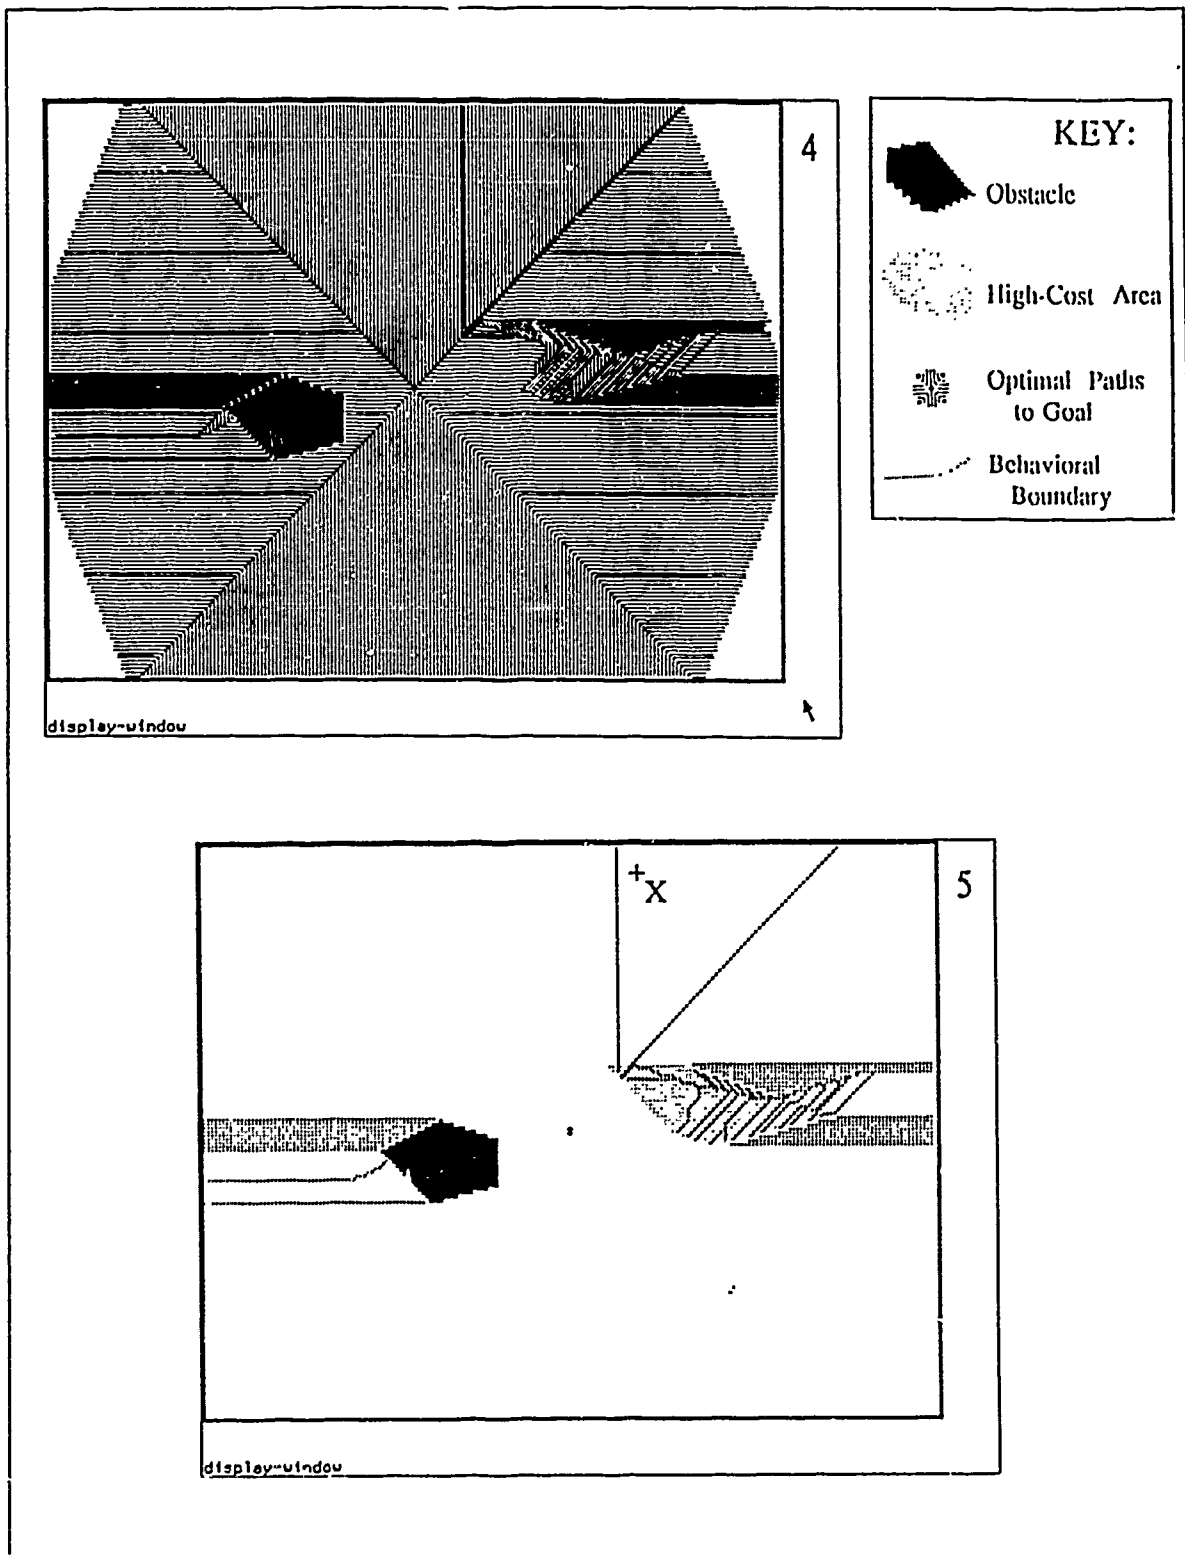 4
display-window
KEY:
Obstacle
High-Cost Area
Optimal Paths
to Goal
Behavioral
Boundary
+X
5
display-window